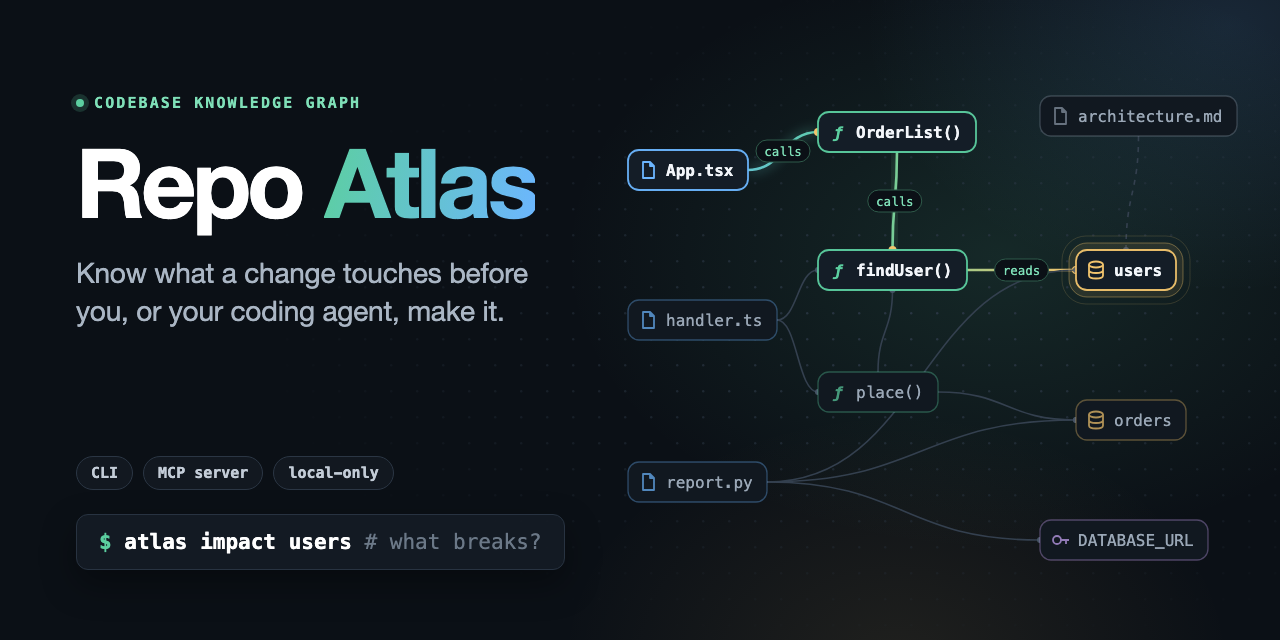 CODEBASE KNOWLEDGE GRAPH
Repo Atlas
Know what a change touches before
you, or your coding agent, make it.
CLI
MCP server
local-only
$ atlas impact users # what breaks?
architecture.md
ƒ OrderList()
calls
App.tsx
calls
ƒ findUser()
reads
users
handler.ts
ƒ place()
orders
report.py
DATABASE_URL